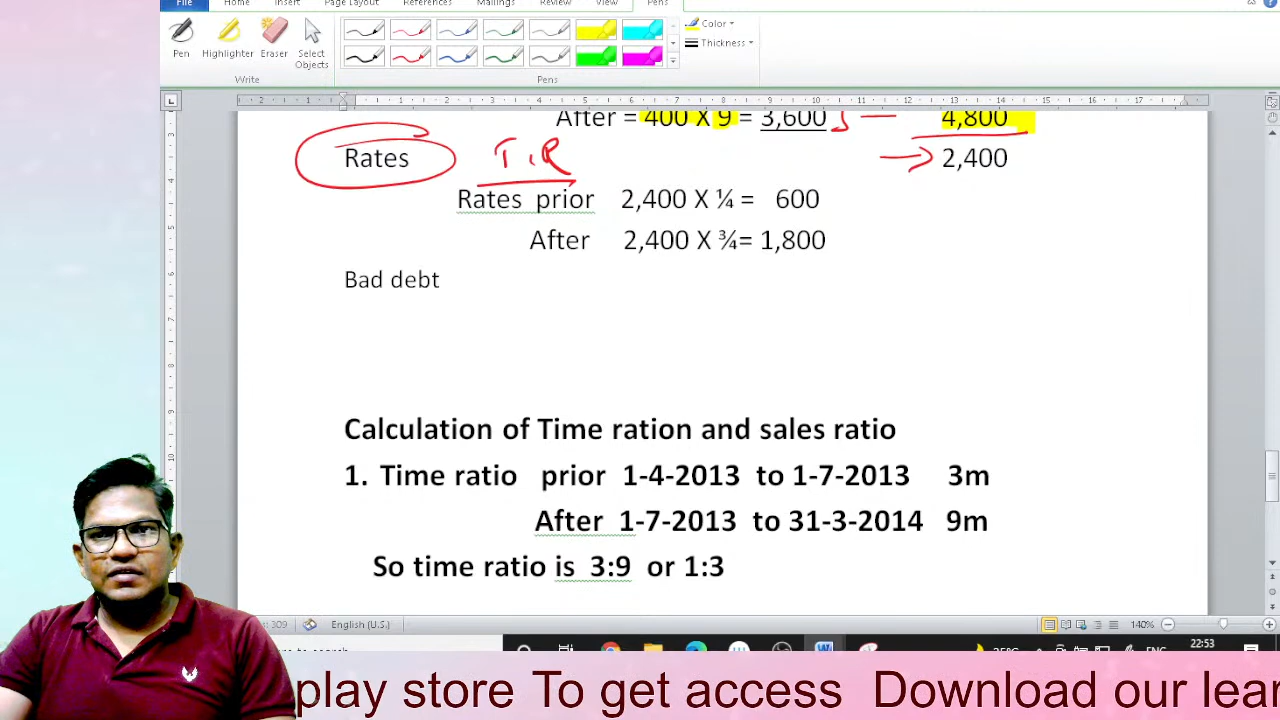 File Home Insert Page Layout References Mailings Review View Pens
Pen Highlighter Eraser Select Objects
Color
Thickness
Write Pens
After = 400 X 9 = 3,600 4,800
Rates T.R 2,400
Rates prior 2,400 X ¼ = 600
After 2,400 X ¾= 1,800
Bad debt
Calculation of Time ration and sales ratio
1. Time ratio prior 1-4-2013 to 1-7-2013 3m
After 1-7-2013 to 31-3-2014 9m
So time ratio is 3:9 or 1:3
309 English (U.S.) 140%
22:53
play store To get access Download our lear